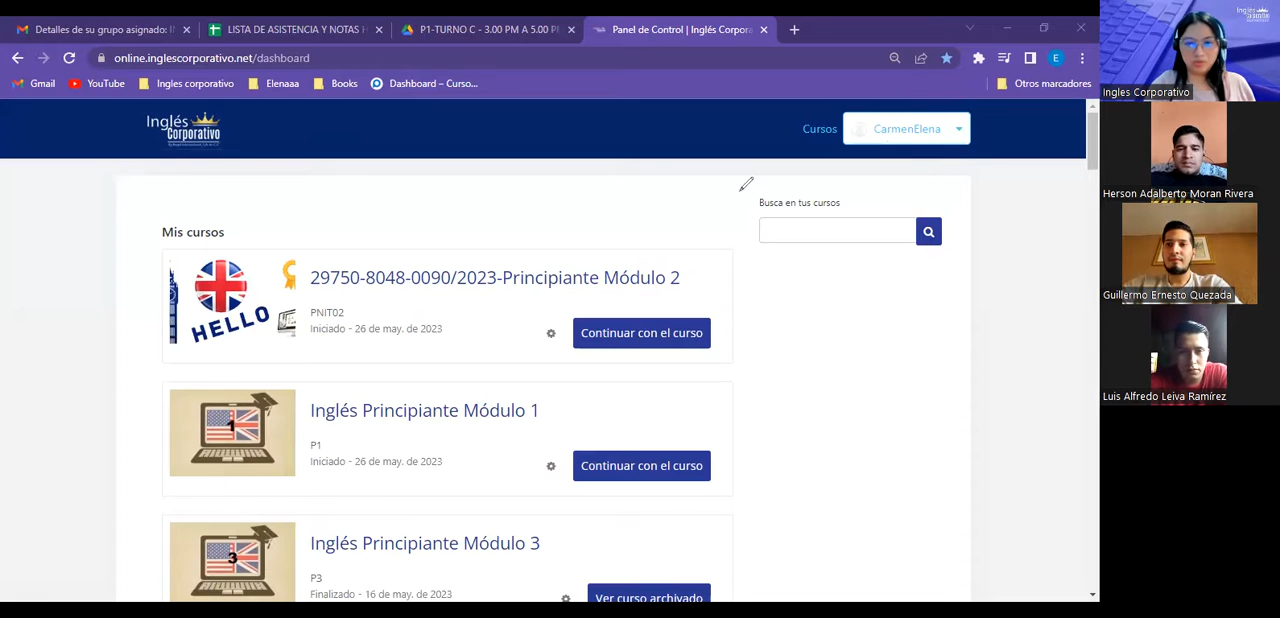 Detalles de su grupo asignado: I
LISTA DE ASISTENCIA Y NOTAS
P1-TURNO C - 3.00 PM A 5.00 P
Panel de Control | Inglés Corpora
online.inglescorporativo.net/dashboard
E
Gmail
YouTube
Ingles corporativo
Elenaaa
Books
Dashboard – Curso...
Otros marcadores
Inglés
Corporativo
Cursos
CarmenElena
Busca en tus cursos
Mis cursos
HELLO
29750-8048-0090/2023-Principiante Módulo 2
PNIT02
Iniciado - 26 de may. de 2023
Continuar con el curso
1
Inglés Principiante Módulo 1
P1
Iniciado - 26 de may. de 2023
Continuar con el curso
3
Inglés Principiante Módulo 3
P3
Finalizado - 16 de may. de 2023
Ver curso archivado
Inglés
Corporativo
Ingles Corporativo
Herson Adalberto Moran Rivera
Guillermo Ernesto Quezada
Luis Alfredo Leiva Ramírez